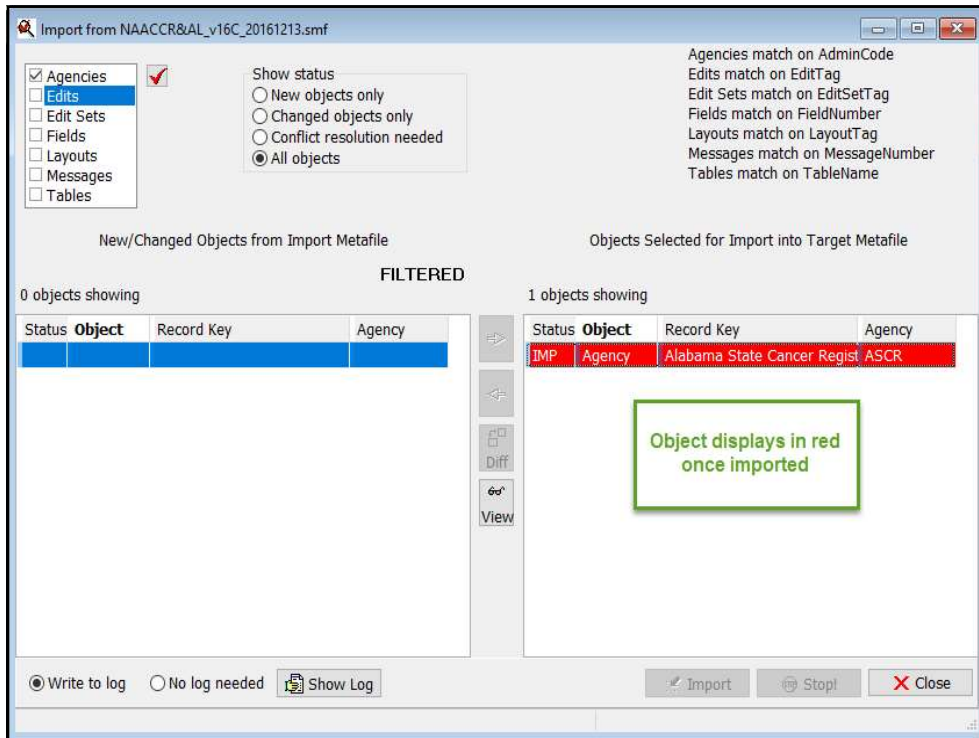 Import from NAACCR&AL_v16C_20161213.smf
Agencies
Edits
Edit Sets
Fields
Layouts
Messages
Tables
Show status
New objects only
Changed objects only
Conflict resolution needed
All objects
Agencies match on AdminCode
Edits match on EditTag
Edit Sets match on EditSetTag
Fields match on FieldNumber
Layouts match on LayoutTag
Messages match on MessageNumber
Tables match on TableName
New/Changed Objects from Import Metafile
Objects Selected for Import into Target Metafile
FILTERED
0 objects showing
1 objects showing
Status Object Record Key Agency
Status Object Record Key Agency
IMP Agency Alabama State Cancer Regist ASCR
Diff
View
Object displays in red
once imported
Write to log No log needed Show Log
Import Stop! Close